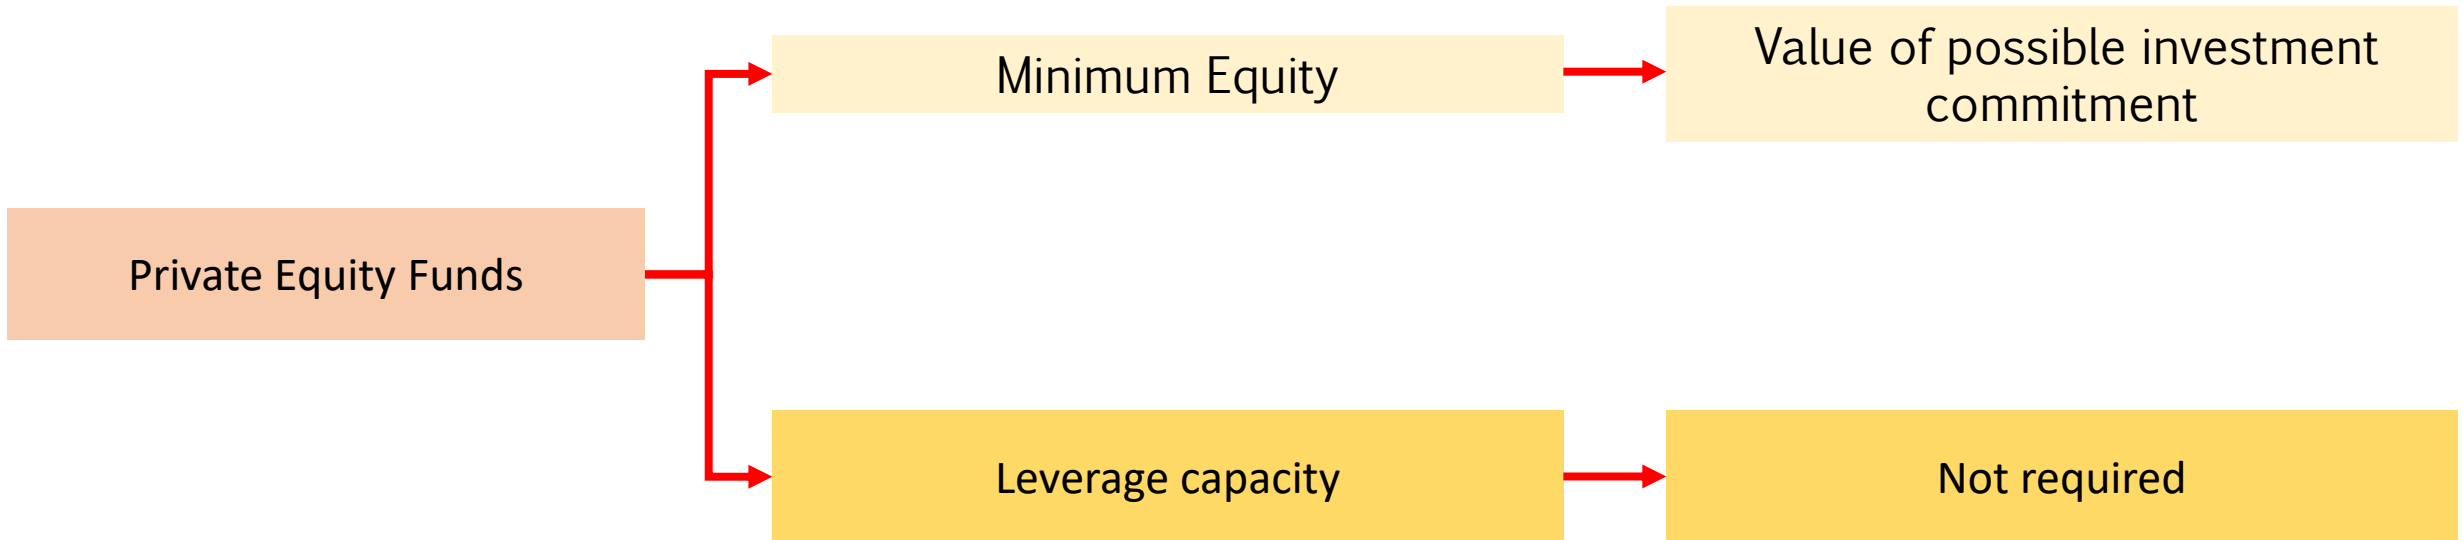 Private Equity Funds
Minimum Equity
Value of possible investment
commitment
Leverage capacity
Not required